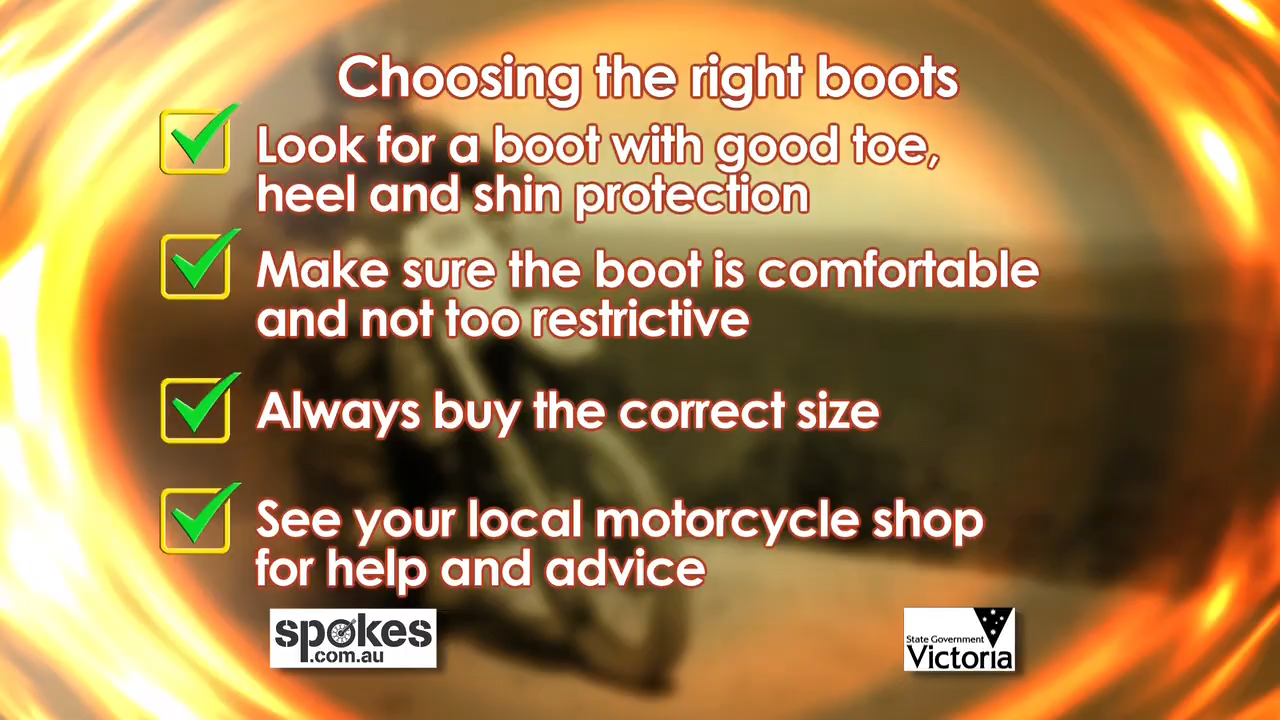 Choosing the right boots
Look for a boot with good toe,
heel and shin protection
Make sure the boot is comfortable
and not too restrictive
Always buy the correct size
See your local motorcycle shop
for help and advice
spokes
.com.au
State Government
Victoria